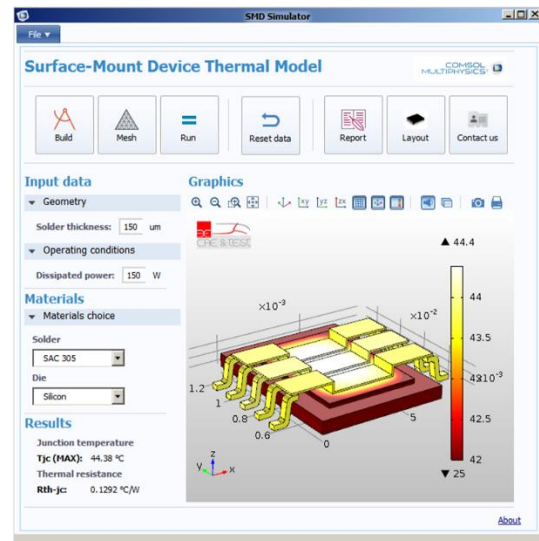 SMD Simulator
File
Surface-Mount Device Thermal Model
COMSOL
MULTIPHYSICS
Build
Mesh
Run
Reset data
Report
Layout
Contact us
Input data
Geometry
Solder thickness: 150 um
Operating conditions
Dissipated power: 150 W
Materials
Materials choice
Solder
SAC 305
Die
Silicon
Results
Junction temperature
Tjc (MAX): 44.38 °C
Thermal resistance
Rth-jc: 0.1292 °C/W
Graphics
xy yz zx
CAE & TEST
▲ 44.4
×10⁻³
×10⁻²
44
43.5
43
×10⁻³
42.5
42
▼ 25
1.2
1
0.8
0.6
0
5
z
y
x
About